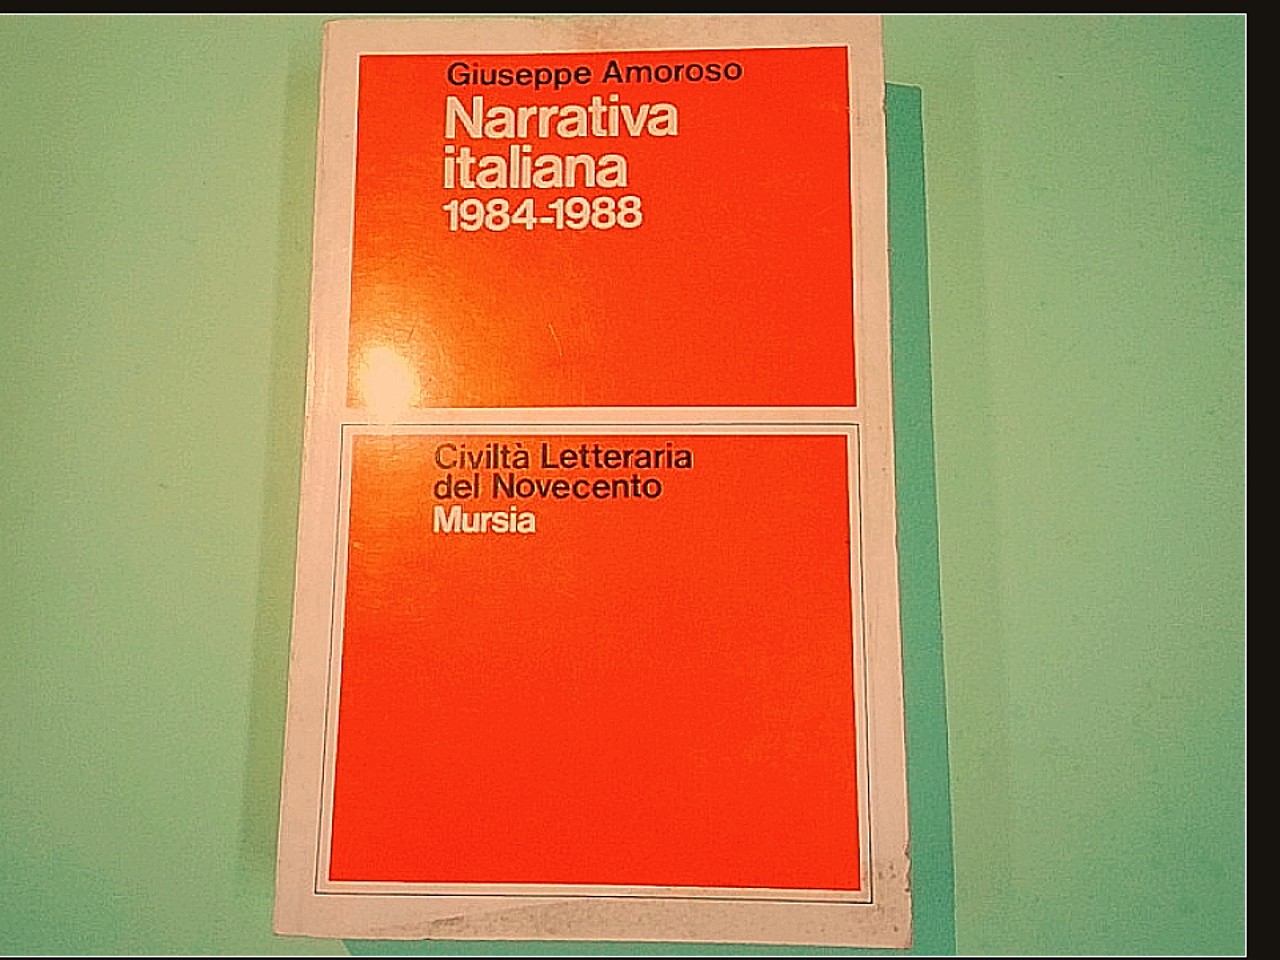 Giuseppe Amoroso
Narrativa
italiana
1984-1988
Civiltà Letteraria
del Novecento
Mursia